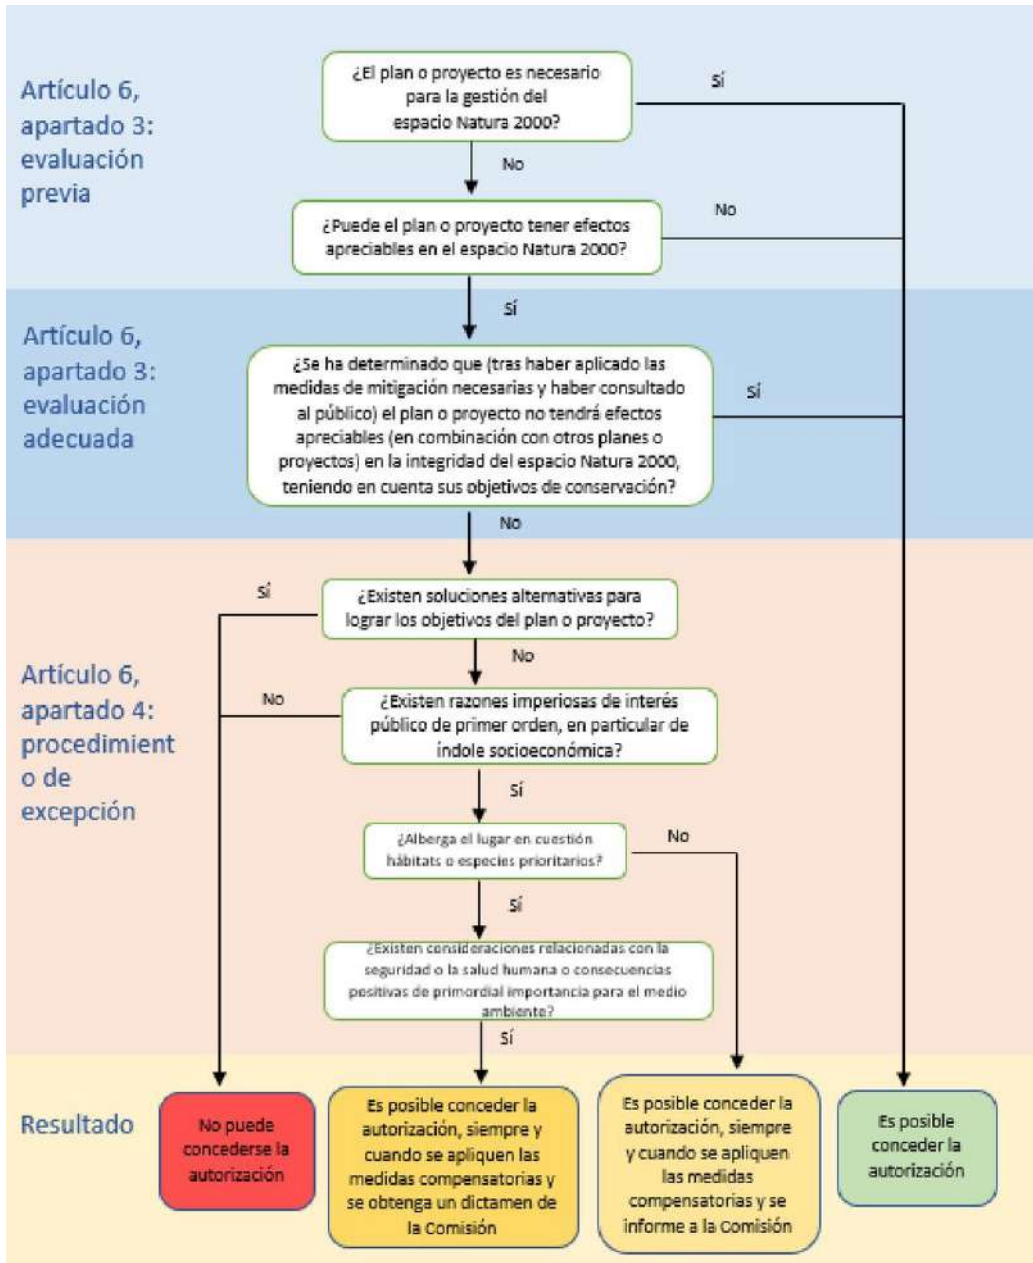 Artículo 6,
apartado 3:
evaluación
previa
¿El plan o proyecto es necesario
para la gestión del
espacio Natura 2000?
Sí
No
¿Puede el plan o proyecto tener efectos
apreciables en el espacio Natura 2000?
No
Sí
Artículo 6,
apartado 3:
evaluación
adecuada
¿Se ha determinado que (tras haber aplicado las
medidas de mitigación necesarias y haber consultado
al público) el plan o proyecto no tendrá efectos
apreciables (en combinación con otros planes o
proyectos) en la integridad del espacio Natura 2000,
teniendo en cuenta sus objetivos de conservación?
Sí
No
Artículo 6,
apartado 4:
procedimient
o de
excepción
¿Existen soluciones alternativas para
lograr los objetivos del plan o proyecto?
Sí
No
¿Existen razones imperiosas de interés
público de primer orden, en particular de
índole socioeconómica?
No
Sí
¿Alberga el lugar en cuestión
hábitats o especies prioritarios?
No
Sí
¿Existen consideraciones relacionadas con la
seguridad o la salud humana o consecuencias
positivas de primordial importancia para el medio
ambiente?
Sí
Resultado
No puede
concederse la
autorización
Es posible conceder la
autorización, siempre y
cuando se apliquen las
medidas compensatorias y
se obtenga un dictamen de
la Comisión
Es posible conceder la
autorización, siempre
y cuando se apliquen
las medidas
compensatorias y se
informe a la Comisión
Es posible
conceder la
autorización